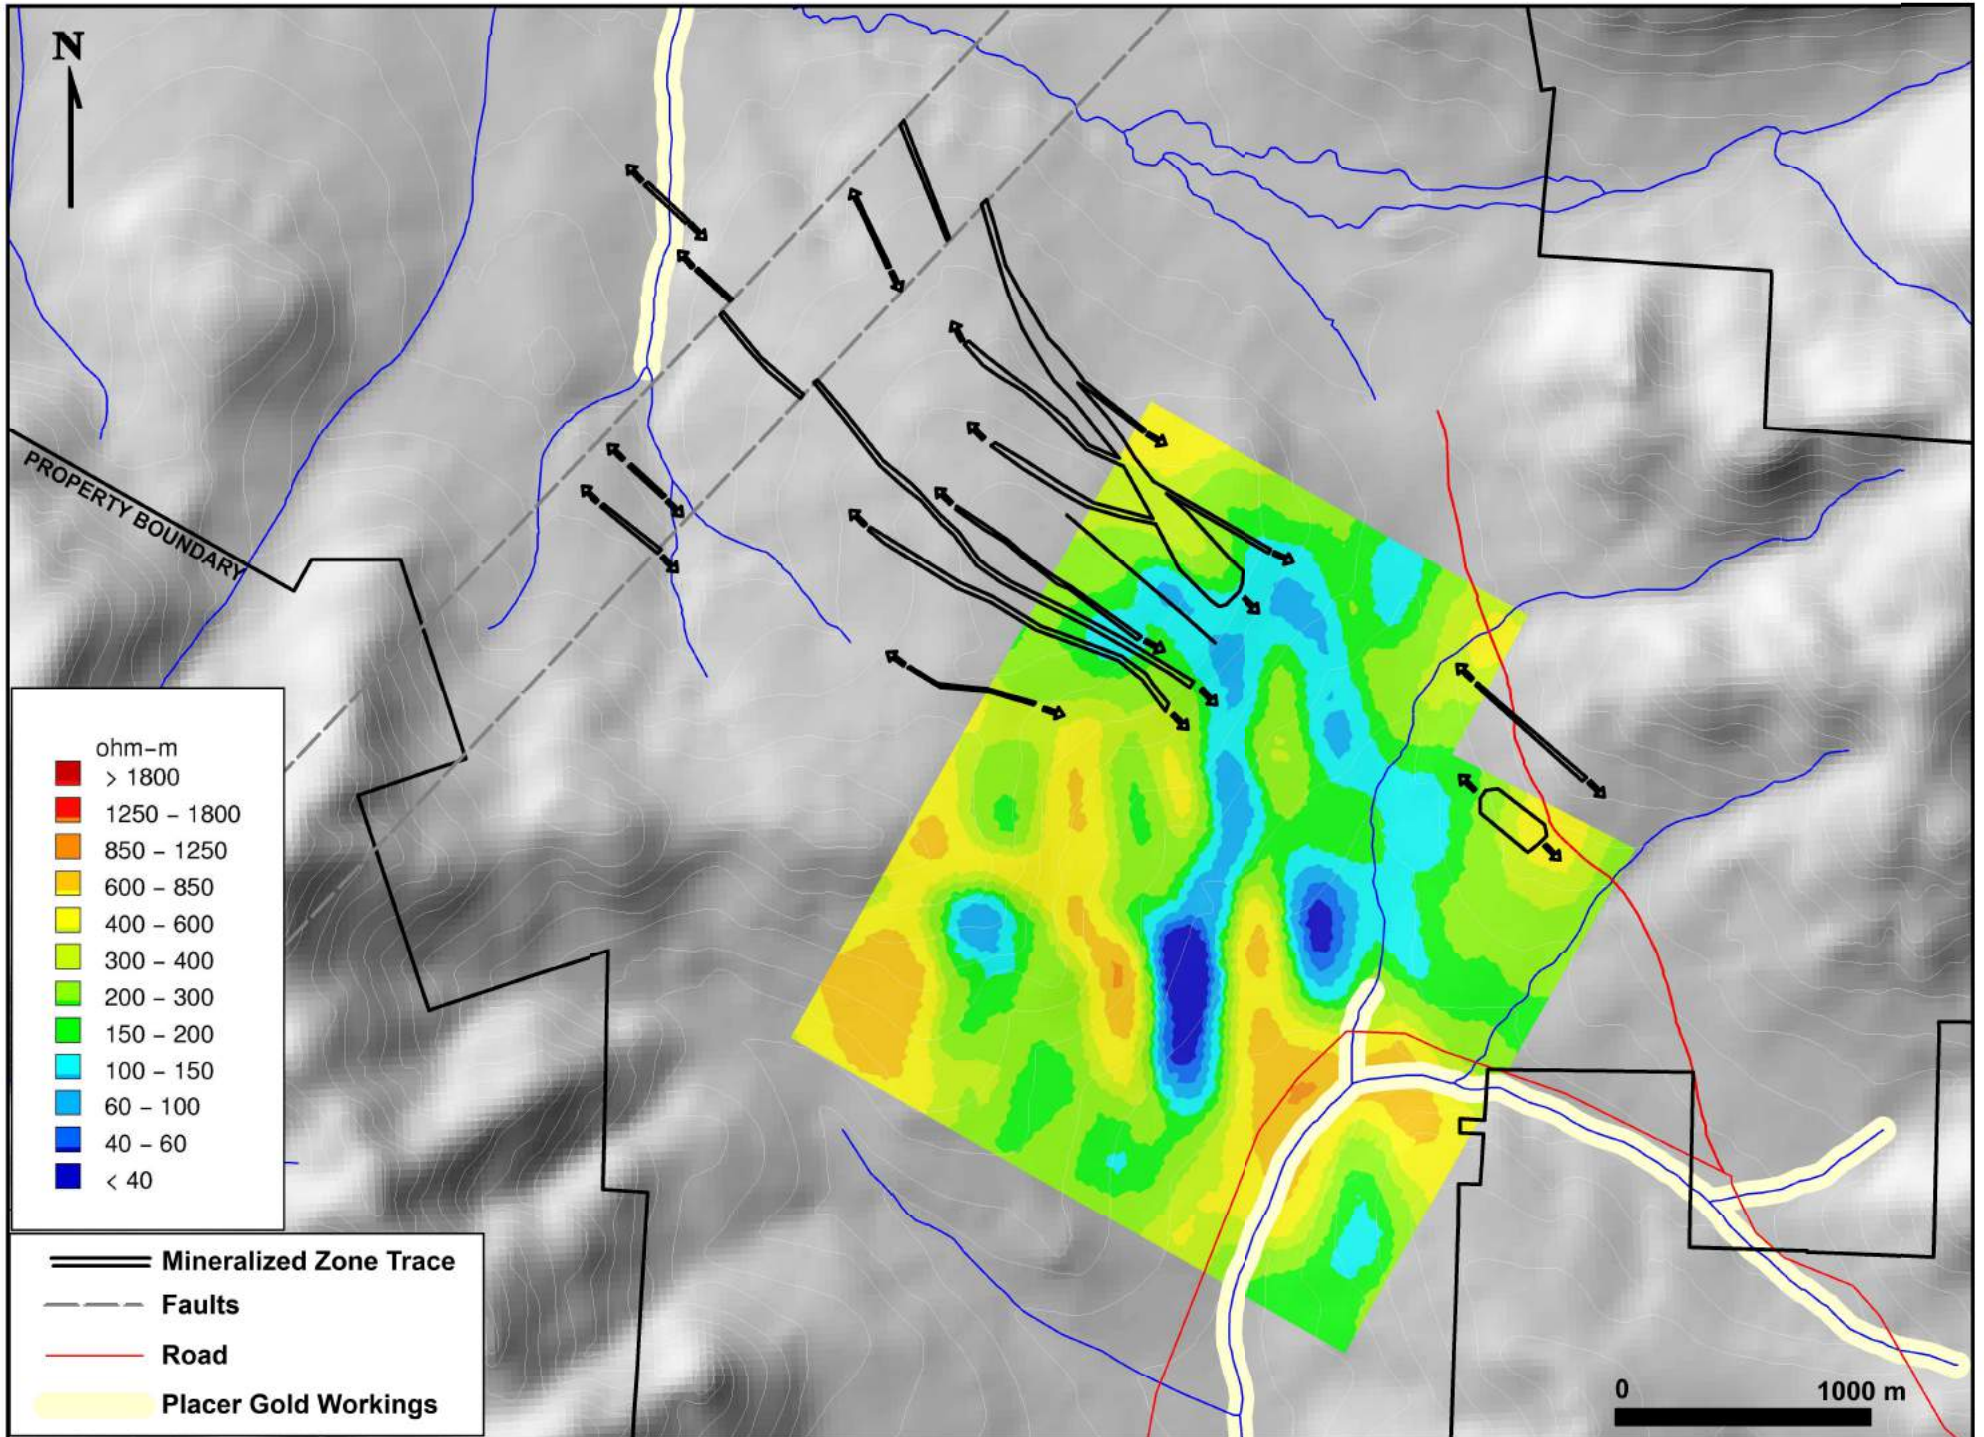 N
PROPERTY BOUNDARY
ohm-m
> 1800
1250 - 1800
850 - 1250
600 - 850
400 - 600
300 - 400
200 - 300
150 - 200
100 - 150
60 - 100
40 - 60
< 40
Mineralized Zone Trace
Faults
Road
Placer Gold Workings
0 1000 m